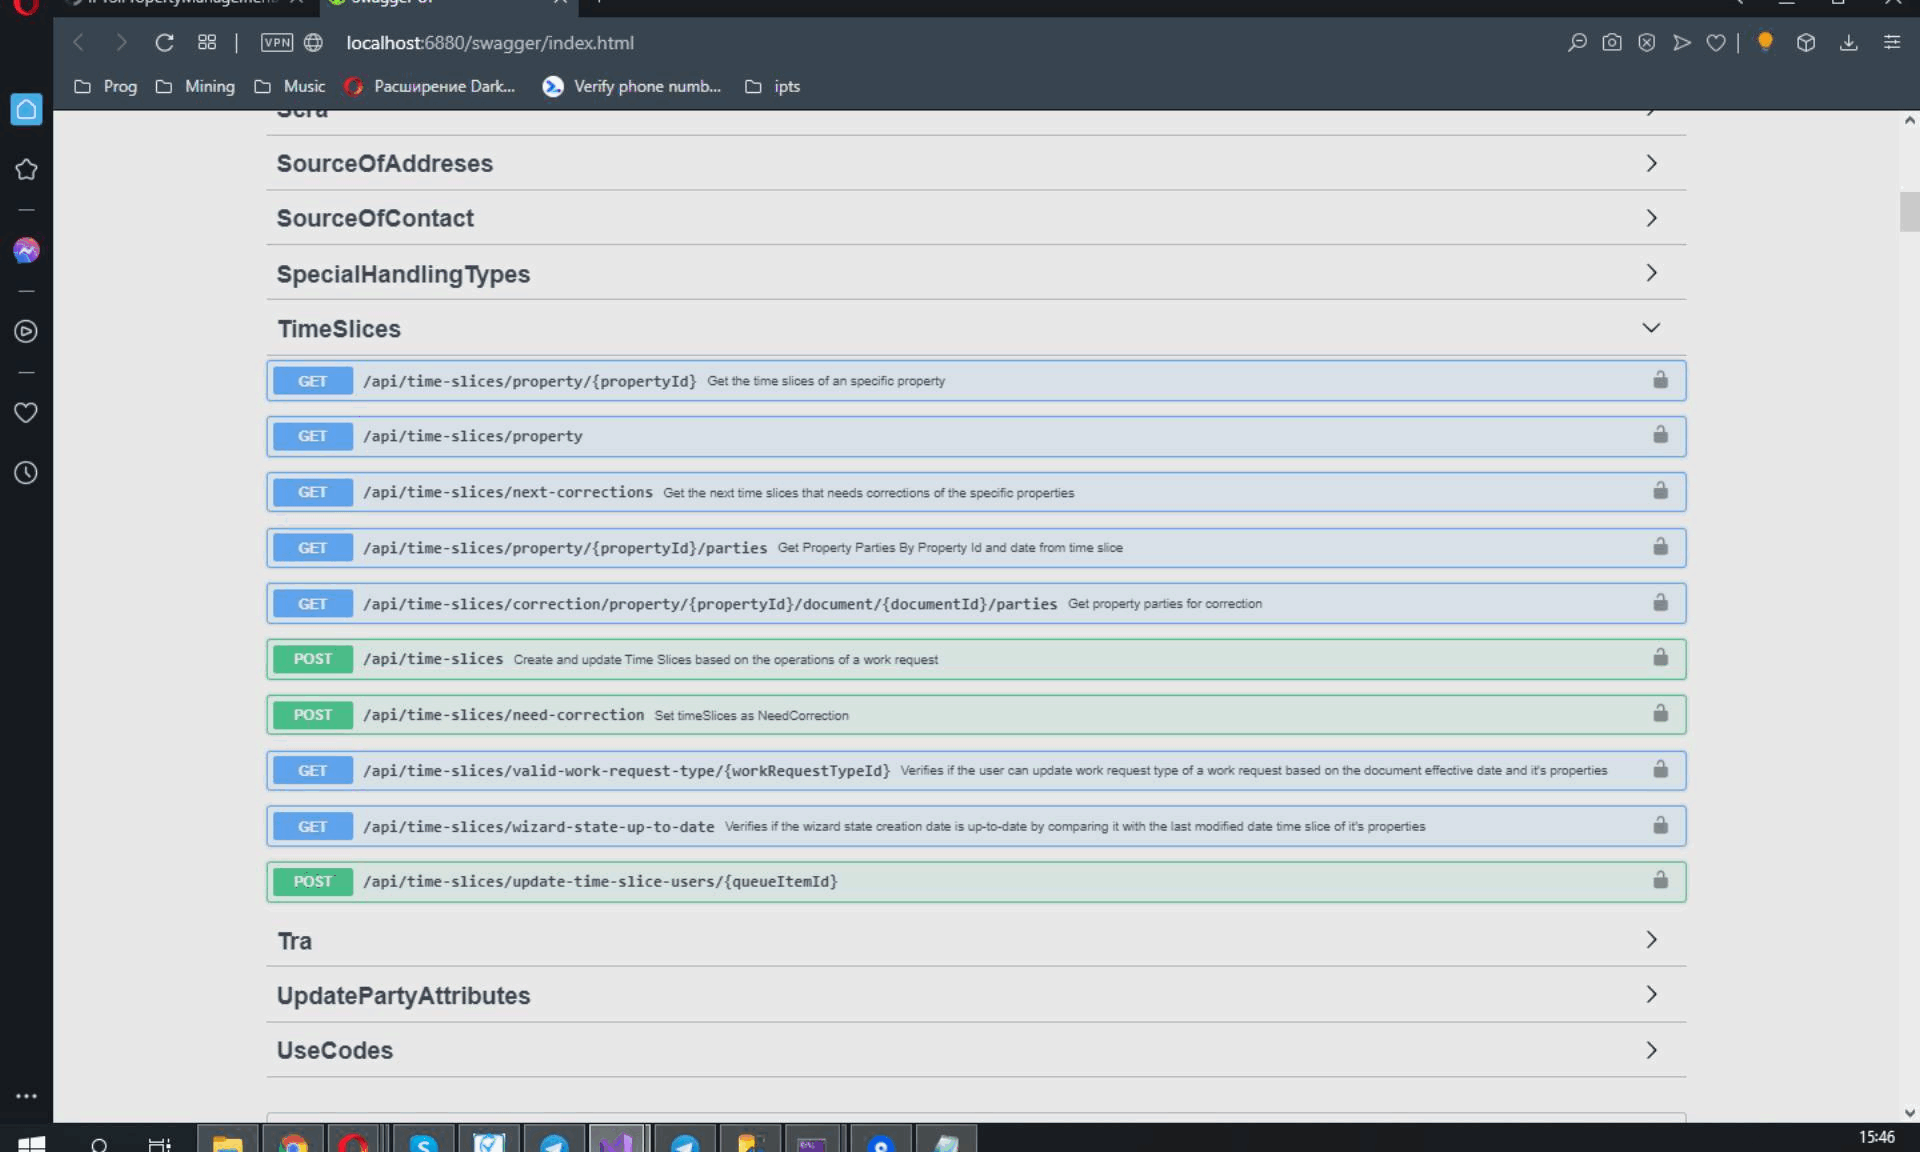 localhost:6880/swagger/index.html
VPN
Prog
Mining
Music
Расширение Dark...
Verify phone numb...
ipts
SourceOfAddreses
SourceOfContact
SpecialHandlingTypes
TimeSlices
GET /api/time-slices/property/{propertyId} Get the time slices of an specific property
GET /api/time-slices/property
GET /api/time-slices/next-corrections Get the next time slices that needs corrections of the specific properties
GET /api/time-slices/property/{propertyId}/parties Get Property Parties By Property Id and date from time slice
GET /api/time-slices/correction/property/{propertyId}/document/{documentId}/parties Get property parties for correction
POST /api/time-slices Create and update Time Slices based on the operations of a work request
POST /api/time-slices/need-correction Set timeSlices as NeedCorrection
GET /api/time-slices/valid-work-request-type/{workRequestTypeId} Verifies if the user can update work request type of a work request based on the document effective date and it's properties
GET /api/time-slices/wizard-state-up-to-date Verifies if the wizard state creation date is up-to-date by comparing it with the last modified date time slice of it's properties
POST /api/time-slices/update-time-slice-users/{queueItemId}
Tra
UpdatePartyAttributes
UseCodes
15:46